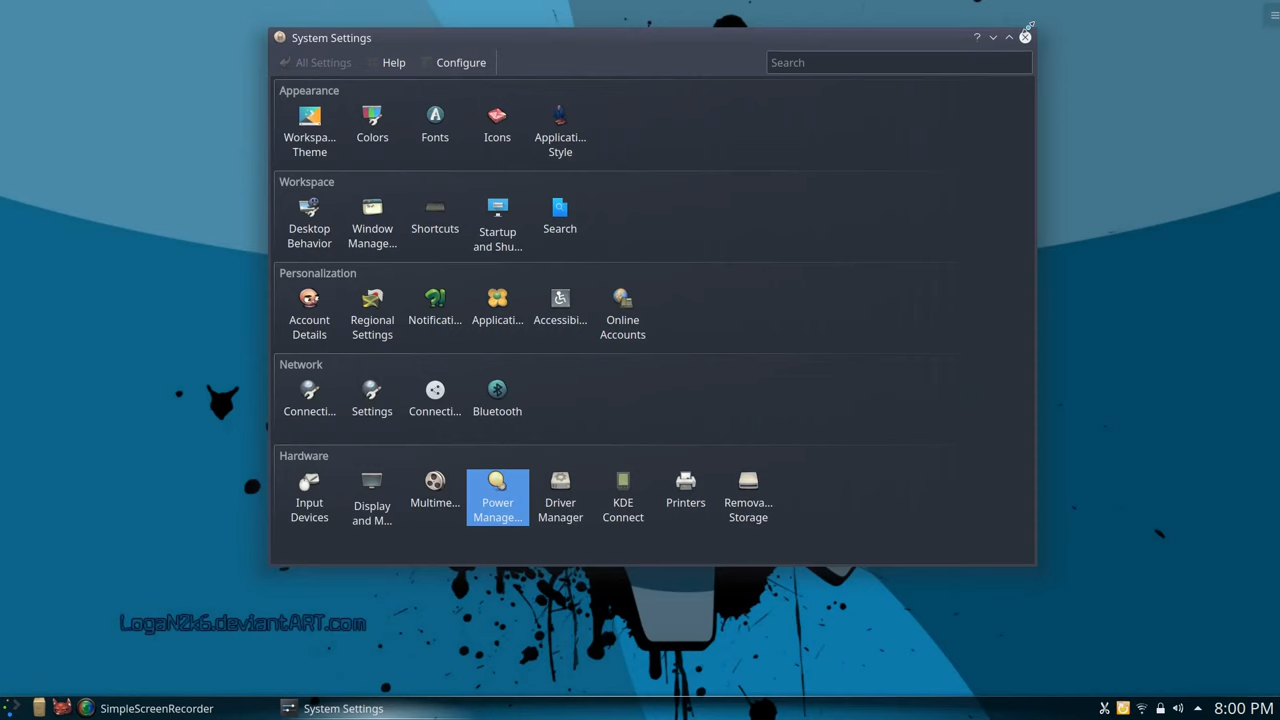 System Settings
All Settings Help Configure Search
Appearance
Workspa... Theme
Colors
Fonts
Icons
Applicati... Style
Workspace
Desktop Behavior
Window Manage...
Shortcuts
Startup and Shu...
Search
Personalization
Account Details
Regional Settings
Notificati...
Applicati...
Accessibi...
Online Accounts
Network
Connecti...
Settings
Connecti...
Bluetooth
Hardware
Input Devices
Display and M...
Multime...
Power Manage...
Driver Manager
KDE Connect
Printers
Remova... Storage
LogaN2k6.deviantART.com
SimpleScreenRecorder
System Settings
8:00 PM